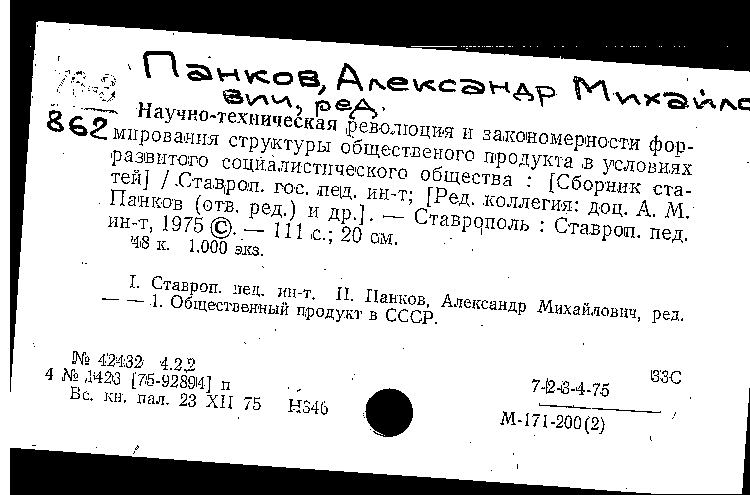 Панков, Александр Михайло
вич, ред.
76-3
862
Научно-техническая революция и закономерности фор-
мирования структуры общественого продукта в условиях
развитого социалистического общества : [Сборник ста-
тей] / Ставроп. гос. пед. ин-т; [Ред. коллегия: доц. А. М.
Панков (отв. ред.) и др.]. — Ставрополь : Ставроп. пед.
ин-т, 1975 ©. — 111 с.; 20 см.
48 к. 1.000 экз.
I. Ставроп. пед. ин-т. II. Панков, Александр Михайлович, ред.
— — 1. Общественный продукт в СССР.
№ 42432 4.2.2
33С
4 № 1423 [75-92894] п
7-2-3-4-75
Вс. кн. пал. 23 XII 75 Н346
М-171-200(2)